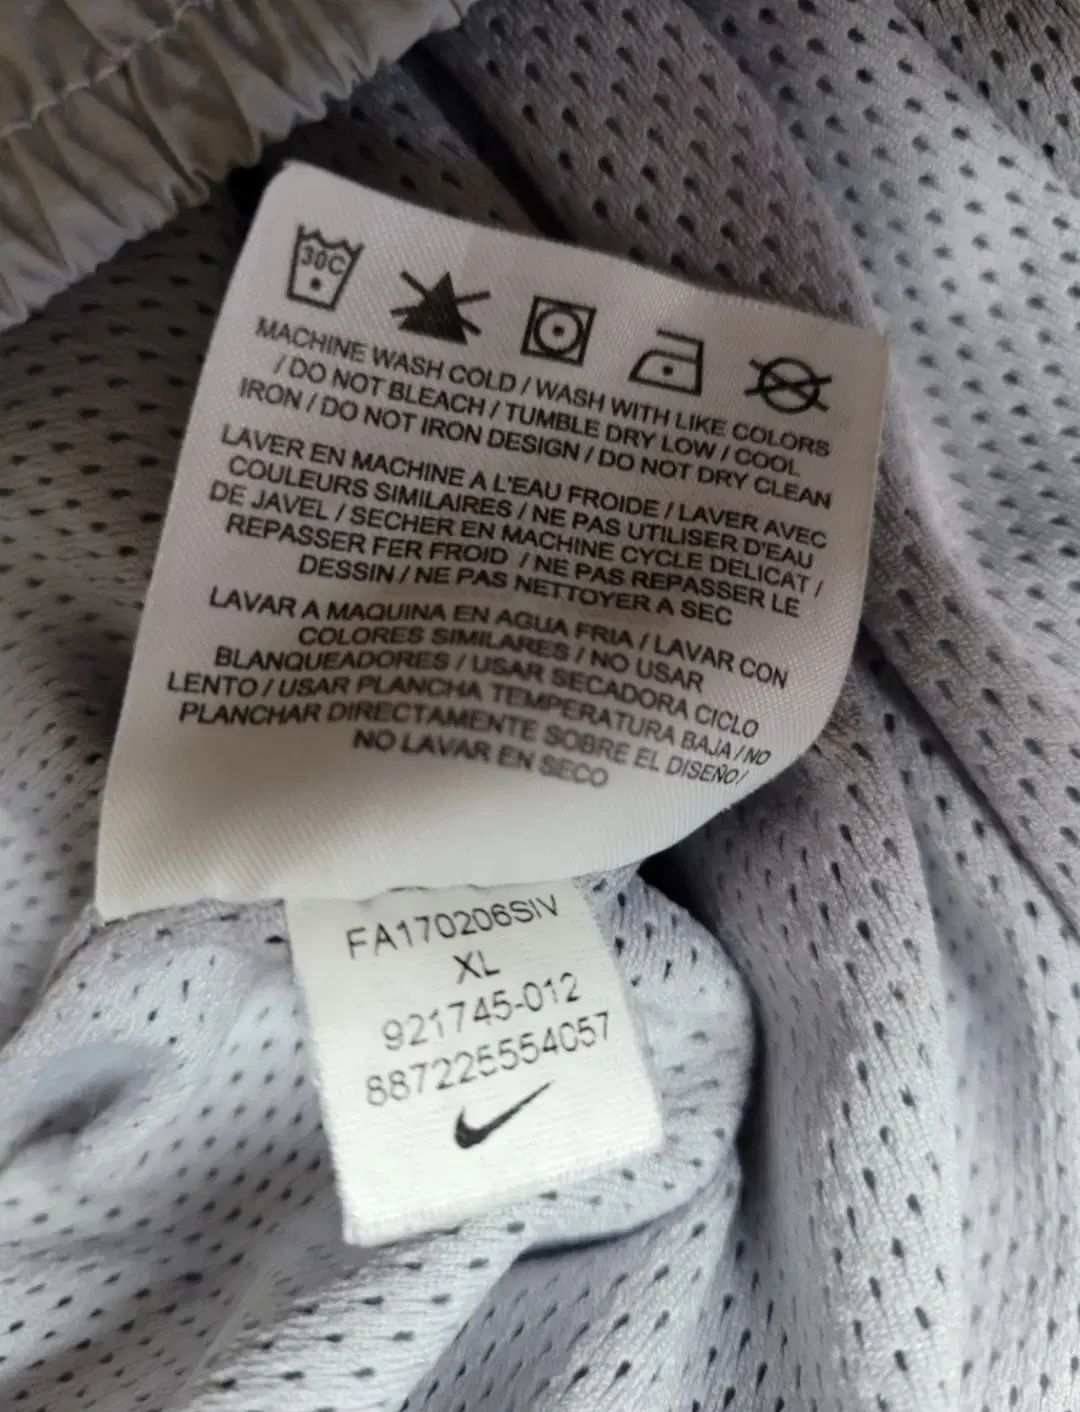 30C
MACHINE WASH COLD / WASH WITH LIKE COLORS
/ DO NOT BLEACH / TUMBLE DRY LOW / COOL
IRON / DO NOT IRON DESIGN / DO NOT DRY CLEAN
LAVER EN MACHINE A L'EAU FROIDE / LAVER AVEC
COULEURS SIMILAIRES / NE PAS UTILISER D'EAU
DE JAVEL / SECHER EN MACHINE CYCLE DELICAT /
REPASSER FER FROID / NE PAS REPASSER LE
DESSIN / NE PAS NETTOYER A SEC
LAVAR A MAQUINA EN AGUA FRIA / LAVAR CON
COLORES SIMILARES / NO USAR
BLANQUEADORES / USAR SECADORA CICLO
LENTO / USAR PLANCHA TEMPERATURA BAJA / NO
PLANCHAR DIRECTAMENTE SOBRE EL DISEÑO /
NO LAVAR EN SECO
FA170206SIV
XL
921745-012
887225554057